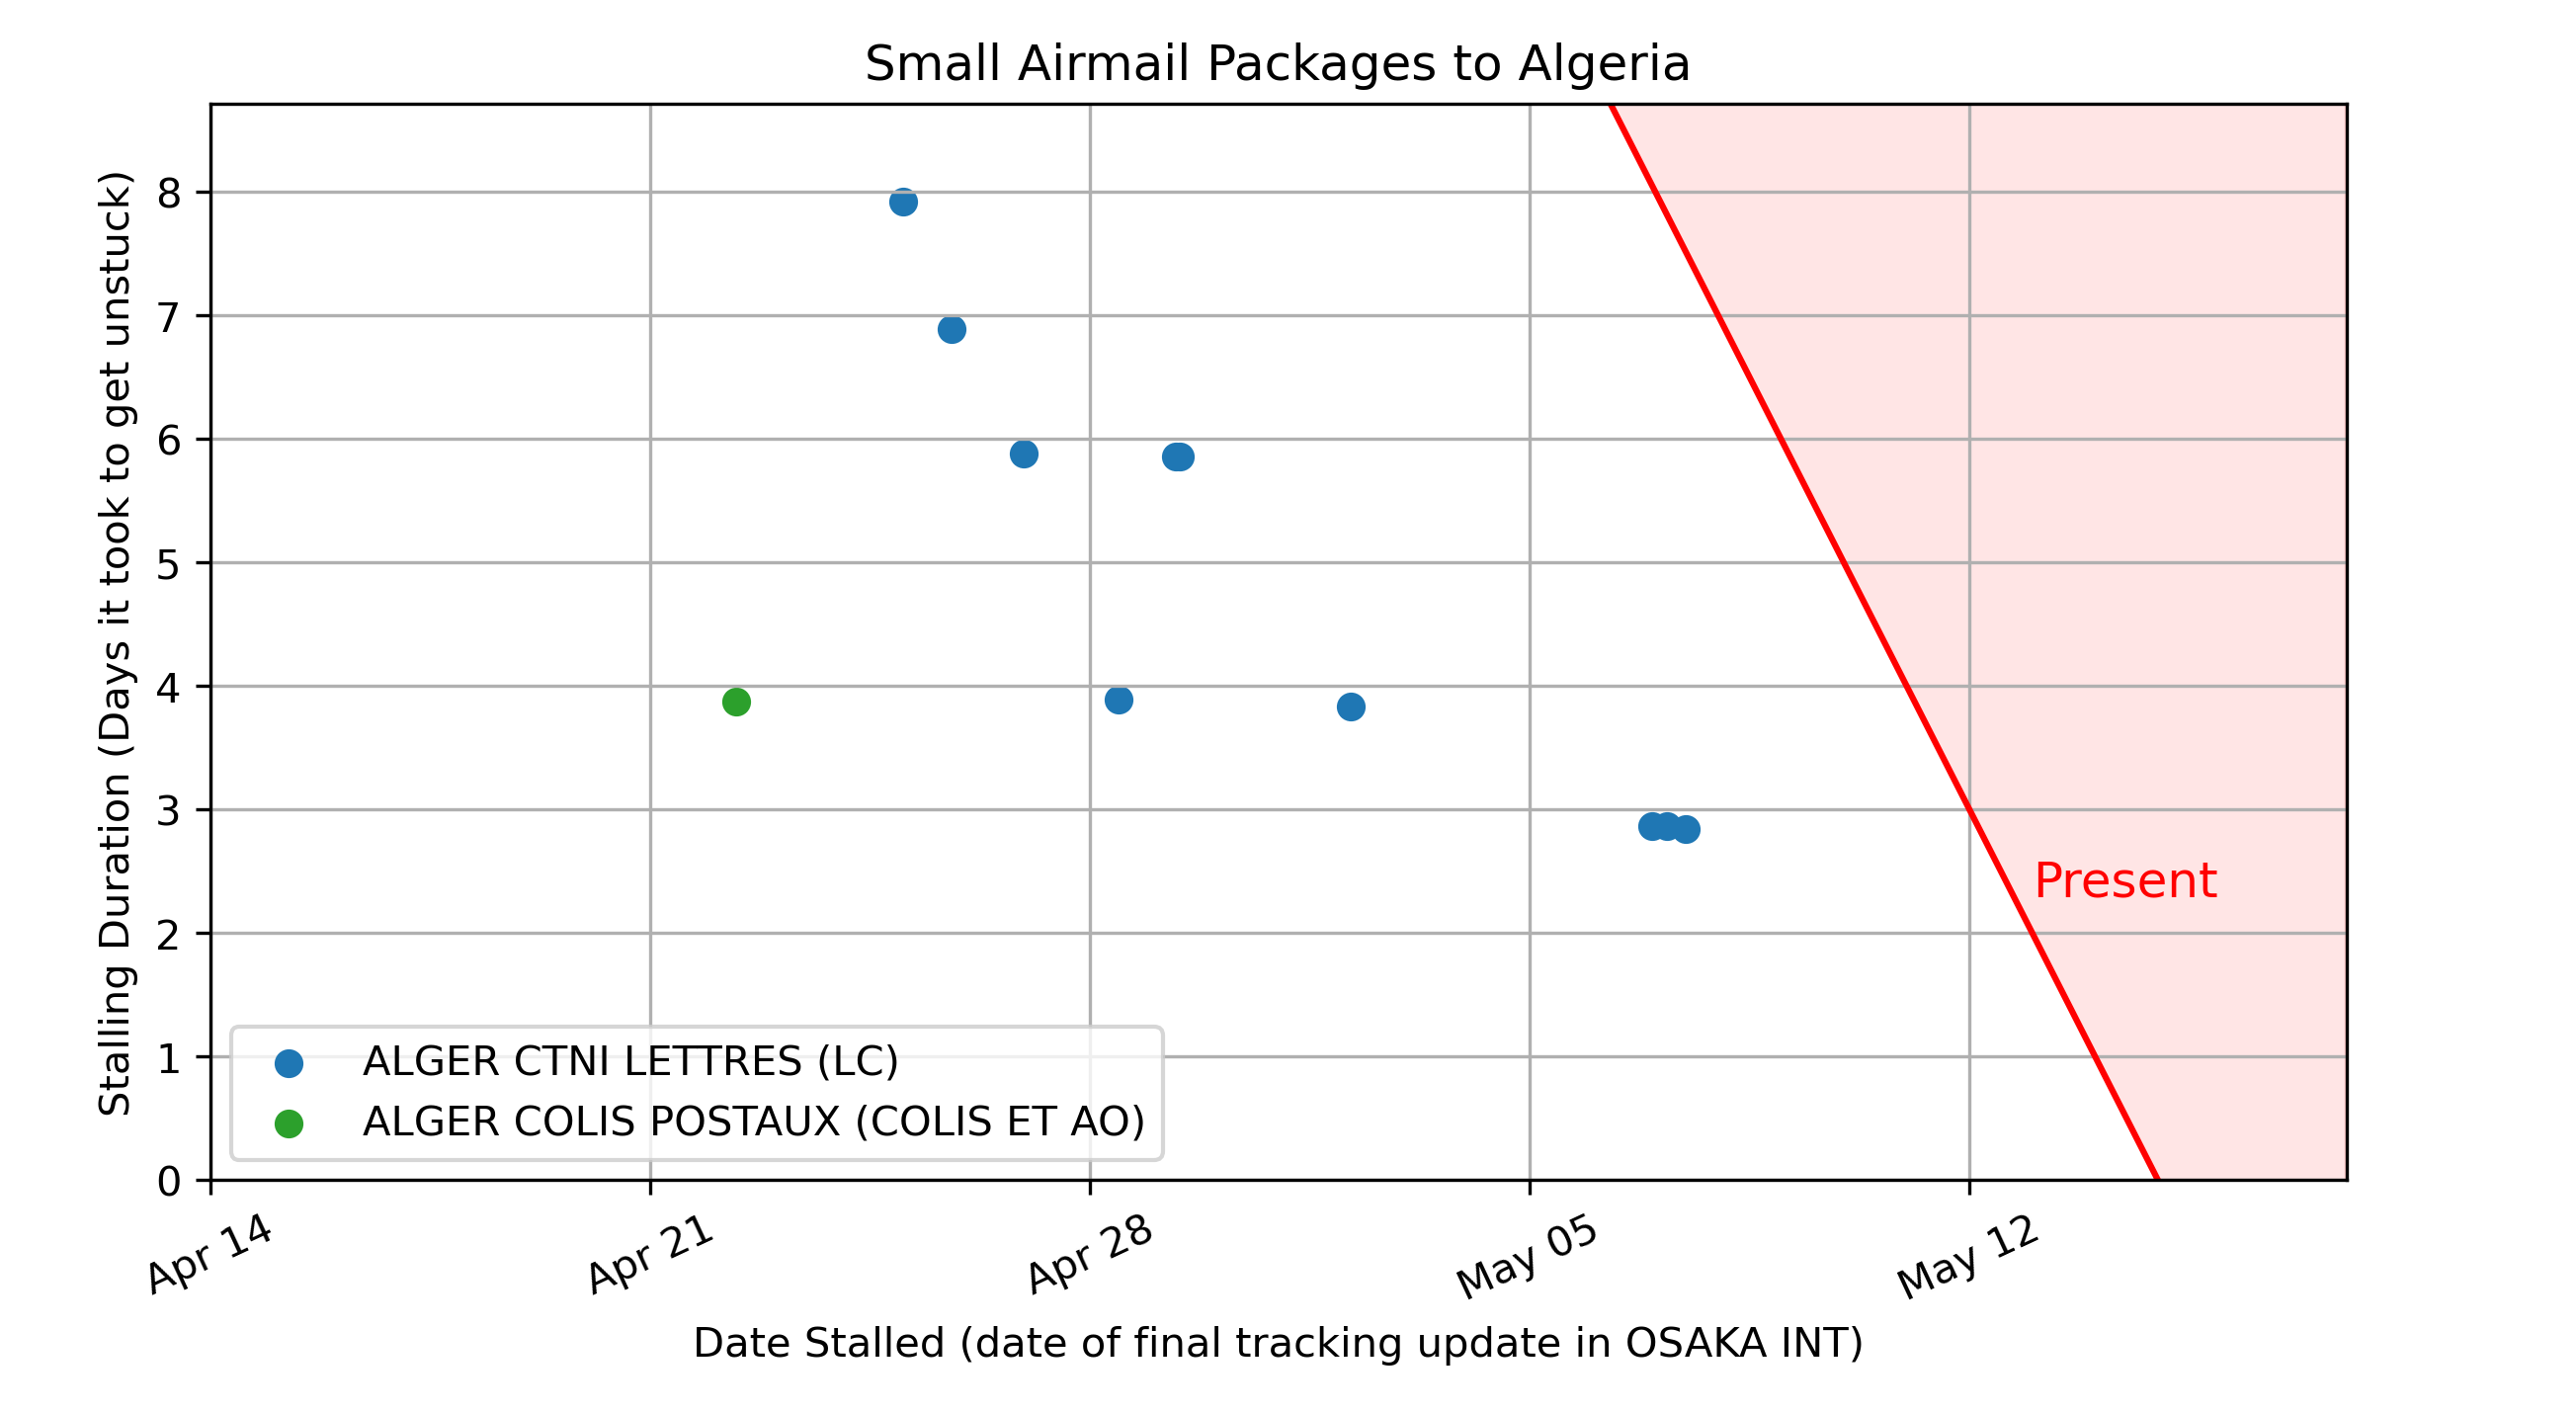 Small Airmail Packages to Algeria
Stalling Duration (Days it took to get unstuck)
8
7
6
5
4
3
2
1
0
Present
ALGER CTNI LETTRES (LC)
ALGER COLIS POSTAUX (COLIS ET AO)
Apr 14
Apr 21
Apr 28
May 05
May 12
Date Stalled (date of final tracking update in OSAKA INT)